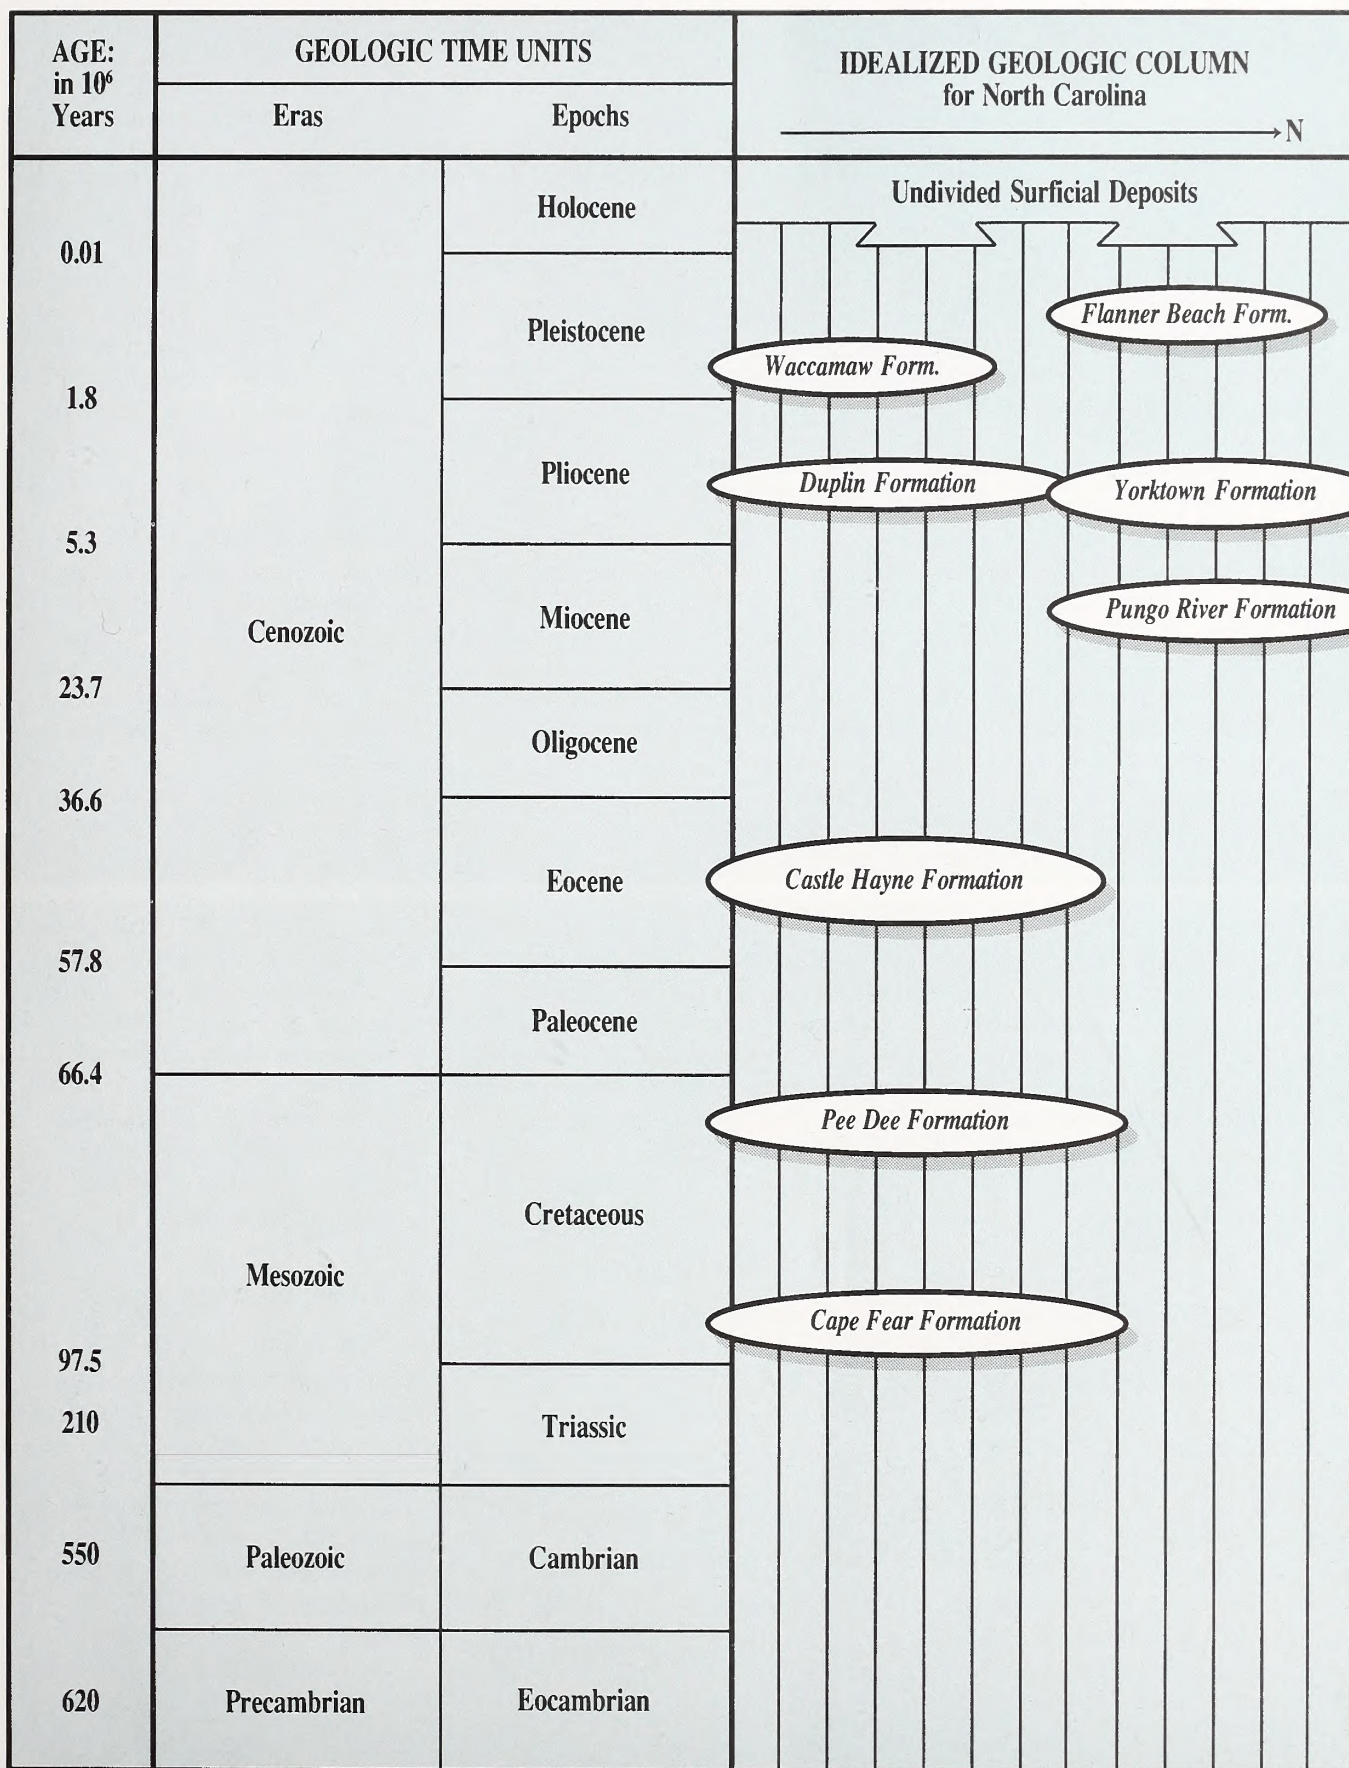 AGE:
in 10⁶
Years
GEOLOGIC TIME UNITS
Eras
Epochs
IDEALIZED GEOLOGIC COLUMN
for North Carolina
N
Undivided Surficial Deposits
Holocene
0.01
Flanner Beach Form.
Pleistocene
Waccamaw Form.
1.8
Pliocene
Duplin Formation
Yorktown Formation
5.3
Cenozoic
Miocene
Pungo River Formation
23.7
Oligocene
36.6
Eocene
Castle Hayne Formation
57.8
Paleocene
66.4
Pee Dee Formation
Cretaceous
Mesozoic
Cape Fear Formation
97.5
210
Triassic
550
Paleozoic
Cambrian
620
Precambrian
Eocambrian